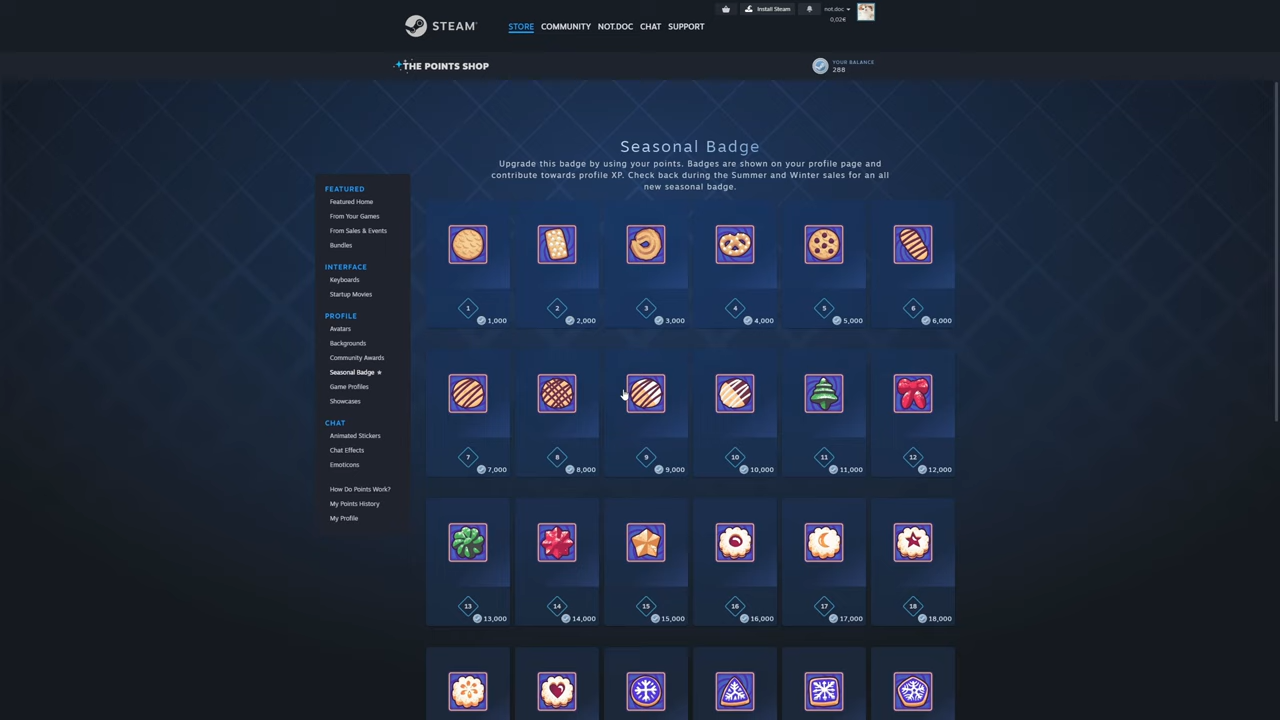 Install Steam
not.doc
0,02€
STEAM
STORE COMMUNITY NOT.DOC CHAT SUPPORT
THE POINTS SHOP
YOUR BALANCE
288
Seasonal Badge
Upgrade this badge by using your points. Badges are shown on your profile page and
contribute towards profile XP. Check back during the Summer and Winter sales for an all
new seasonal badge.
FEATURED
Featured Home
From Your Games
From Sales & Events
Bundles
INTERFACE
Keyboards
Startup Movies
PROFILE
Avatars
Backgrounds
Community Awards
Seasonal Badge
Game Profiles
Showcases
CHAT
Animated Stickers
Chat Effects
Emoticons
How Do Points Work?
My Points History
My Profile
1 2 3 4 5 6
1,000 2,000 3,000 4,000 5,000 6,000
7 8 9 10 11 12
7,000 8,000 9,000 10,000 11,000 12,000
13 14 15 16 17 18
13,000 14,000 15,000 16,000 17,000 18,000